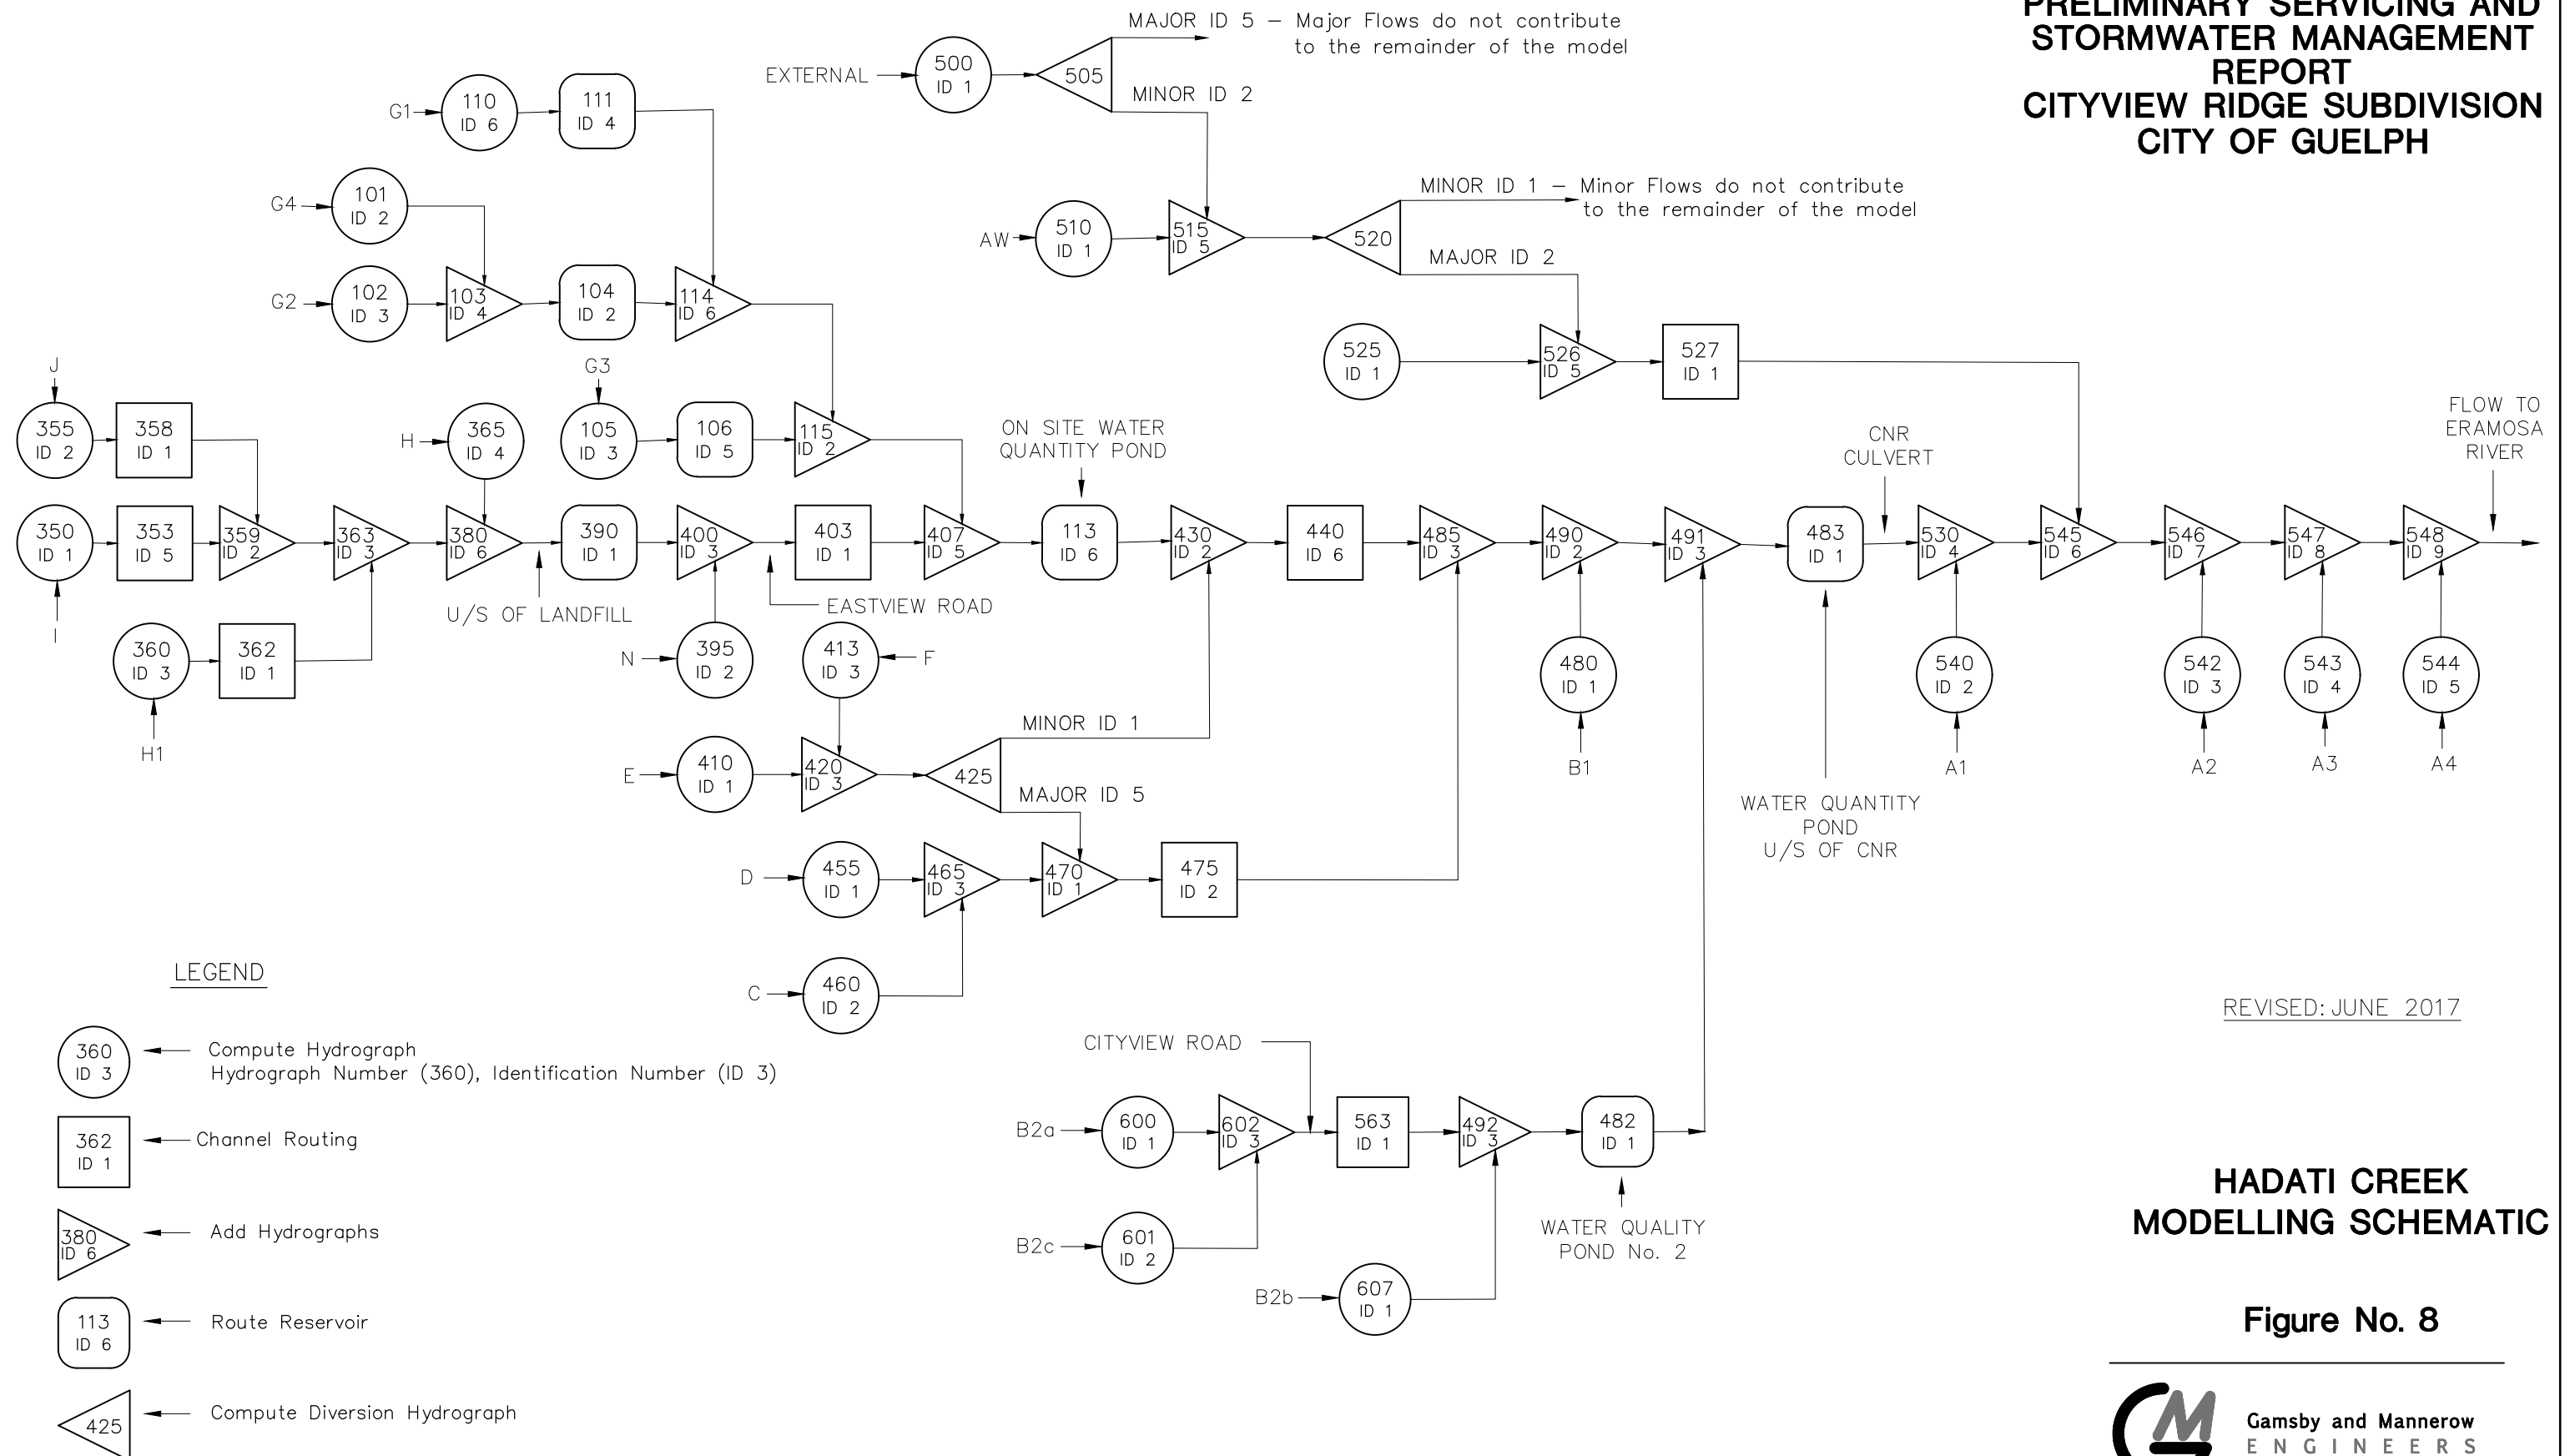 PRELIMINARY SERVICING AND
STORMWATER MANAGEMENT
REPORT
CITYVIEW RIDGE SUBDIVISION
CITY OF GUELPH
MAJOR ID 5 – Major Flows do not contribute
to the remainder of the model
EXTERNAL
500
ID 1
505
MINOR ID 2
G1
110
ID 6
111
ID 4
G4
101
ID 2
MINOR ID 1 – Minor Flows do not contribute
to the remainder of the model
AW
510
ID 1
515
ID 5
520
MAJOR ID 2
G2
102
ID 3
103
ID 4
104
ID 2
114
ID 6
525
ID 1
526
ID 5
527
ID 1
J
G3
355
ID 2
358
ID 1
H
365
ID 4
105
ID 3
106
ID 5
115
ID 2
ON SITE WATER
QUANTITY POND
CNR
CULVERT
FLOW TO
ERAMOSA
RIVER
350
ID 1
353
ID 5
359
ID 2
363
ID 3
380
ID 6
390
ID 1
400
ID 3
403
ID 1
407
ID 5
113
ID 6
430
ID 2
440
ID 6
485
ID 3
490
ID 2
491
ID 3
483
ID 1
530
ID 4
545
ID 6
546
ID 7
547
ID 8
548
ID 9
I
U/S OF LANDFILL
EASTVIEW ROAD
360
ID 3
362
ID 1
N
395
ID 2
413
ID 3
F
480
ID 1
540
ID 2
542
ID 3
543
ID 4
544
ID 5
H1
MINOR ID 1
E
410
ID 1
420
ID 3
425
MAJOR ID 5
B1
A1
A2
A3
A4
WATER QUANTITY
POND
U/S OF CNR
D
455
ID 1
465
ID 3
470
ID 1
475
ID 2
C
460
ID 2
LEGEND
360
ID 3
Compute Hydrograph
Hydrograph Number (360), Identification Number (ID 3)
362
ID 1
Channel Routing
380
ID 6
Add Hydrographs
113
ID 6
Route Reservoir
425
Compute Diversion Hydrograph
CITYVIEW ROAD
B2a
600
ID 1
602
ID 3
563
ID 1
492
ID 3
482
ID 1
B2c
601
ID 2
WATER QUALITY
POND No. 2
B2b
607
ID 1
REVISED: JUNE 2017
HADATI CREEK
MODELLING SCHEMATIC
Figure No. 8
GM
Gamsby and Mannerow
ENGINEERS